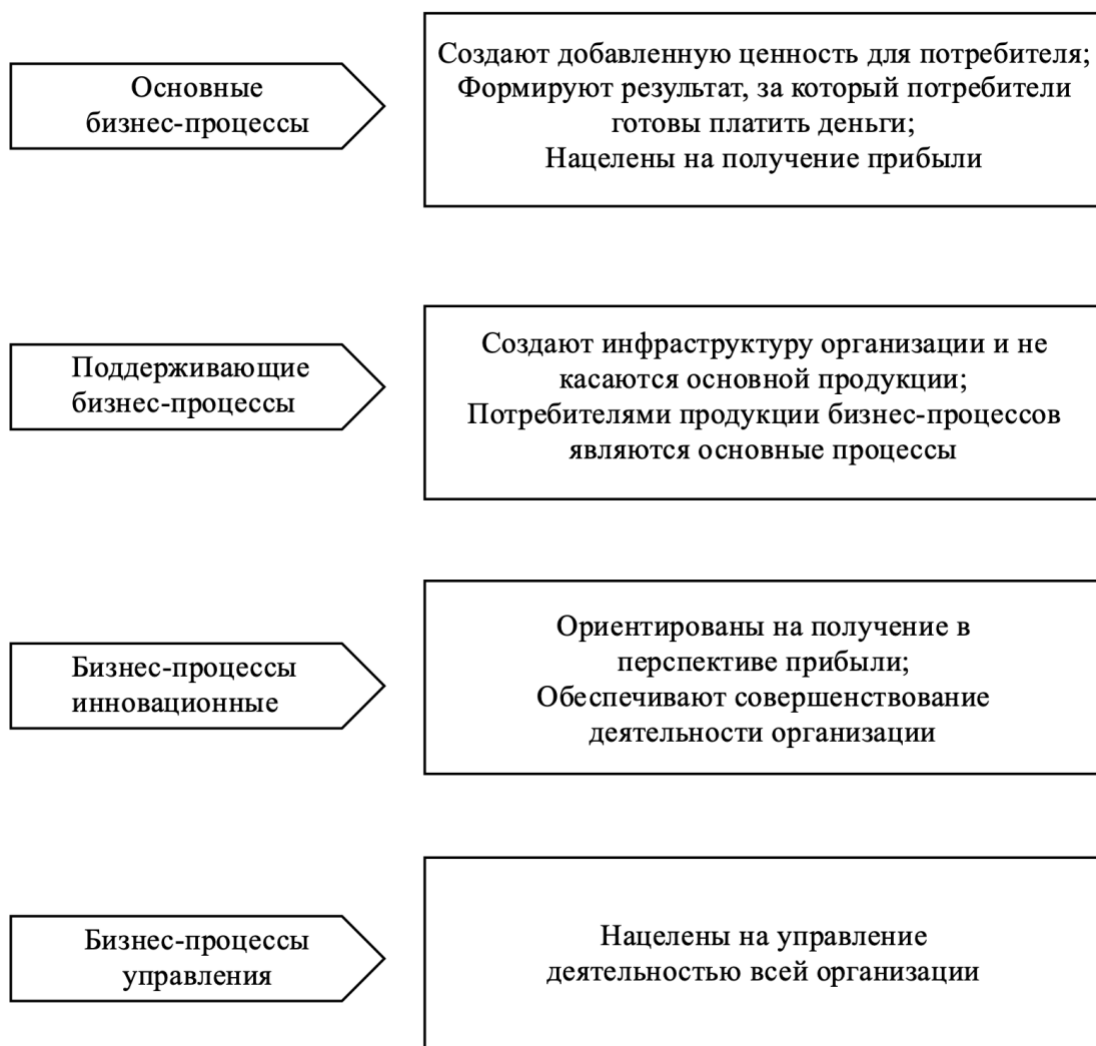 Основные
бизнес-процессы
Создают добавленную ценность для потребителя;
Формируют результат, за который потребители
готовы платить деньги;
Нацелены на получение прибыли
Поддерживающие
бизнес-процессы
Создают инфраструктуру организации и не
касаются основной продукции;
Потребителями продукции бизнес-процессов
являются основные процессы
Бизнес-процессы
инновационные
Ориентированы на получение в
перспективе прибыли;
Обеспечивают совершенствование
деятельности организации
Бизнес-процессы
управления
Нацелены на управление
деятельностью всей организации